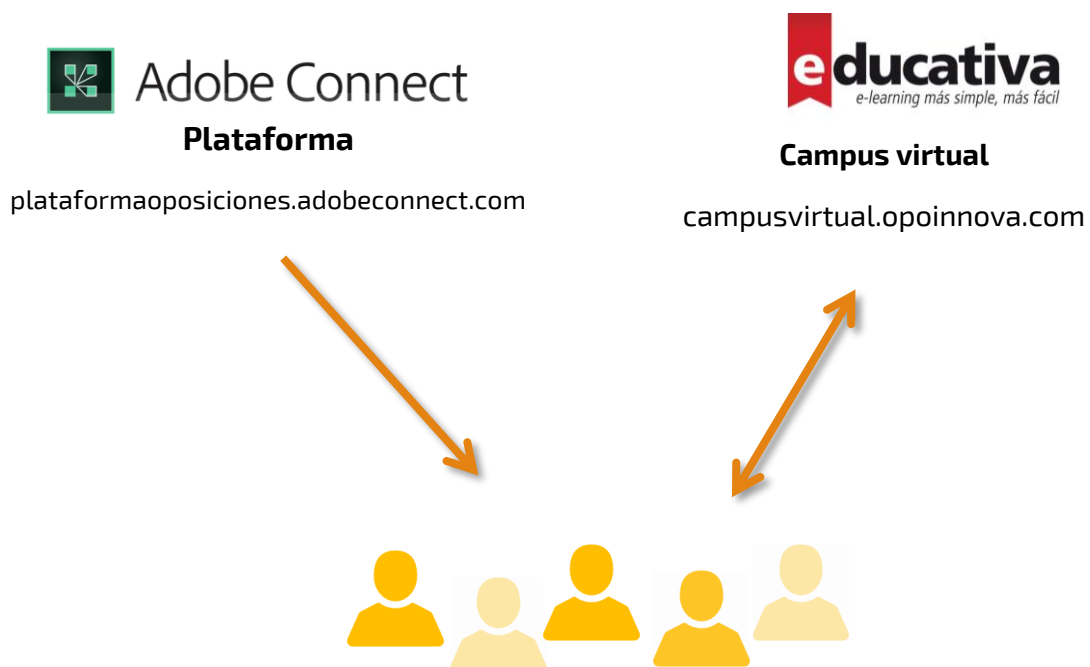 Adobe Connect
Plataforma
plataformaoposiciones.adobeconnect.com
educativa
e-learning más simple, más fácil
Campus virtual
campusvirtual.opoinnova.com